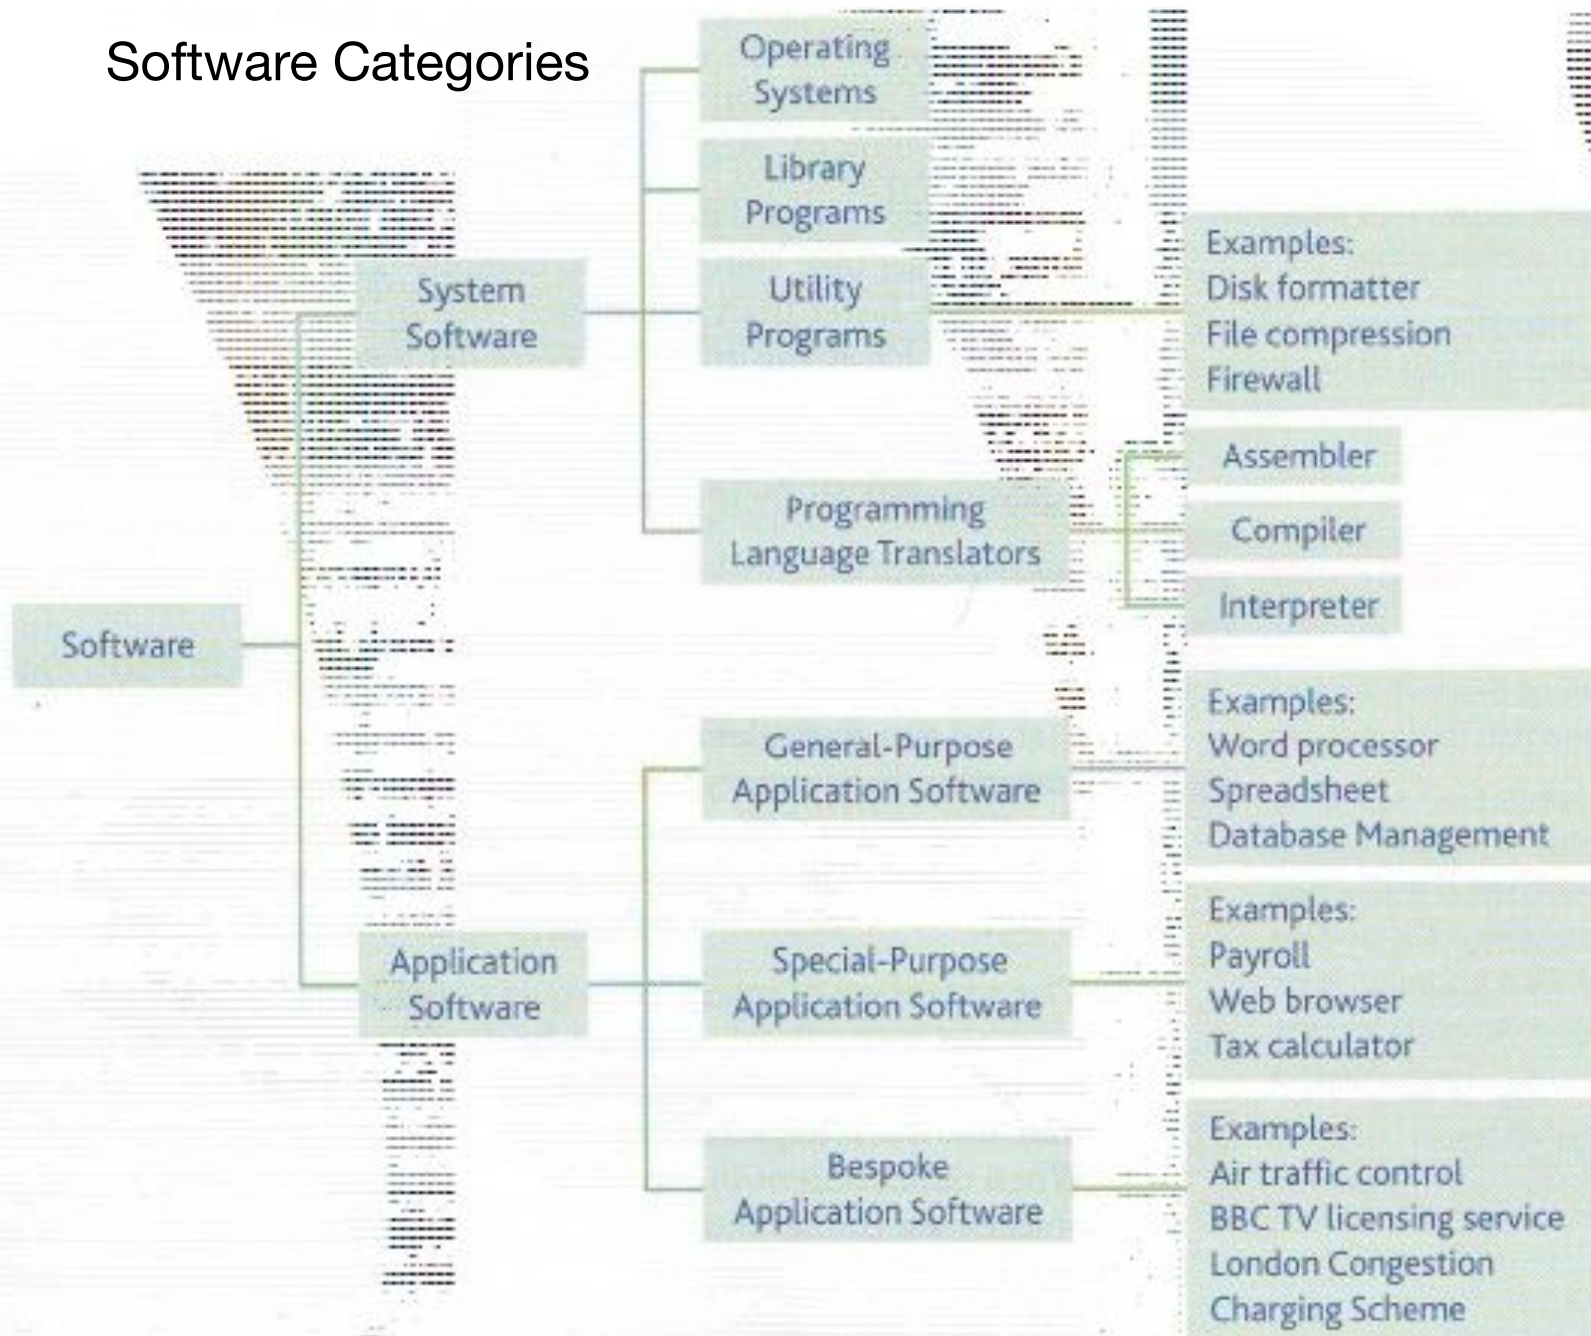 Software Categories
Operating
Systems
Library
Programs
System
Software
Utility
Programs
Examples:
Disk formatter
File compression
Firewall
Programming
Language Translators
Assembler
Compiler
Interpreter
Software
General-Purpose
Application Software
Examples:
Word processor
Spreadsheet
Database Management
Application
Software
Special-Purpose
Application Software
Examples:
Payroll
Web browser
Tax calculator
Bespoke
Application Software
Examples:
Air traffic control
BBC TV licensing service
London Congestion
Charging Scheme